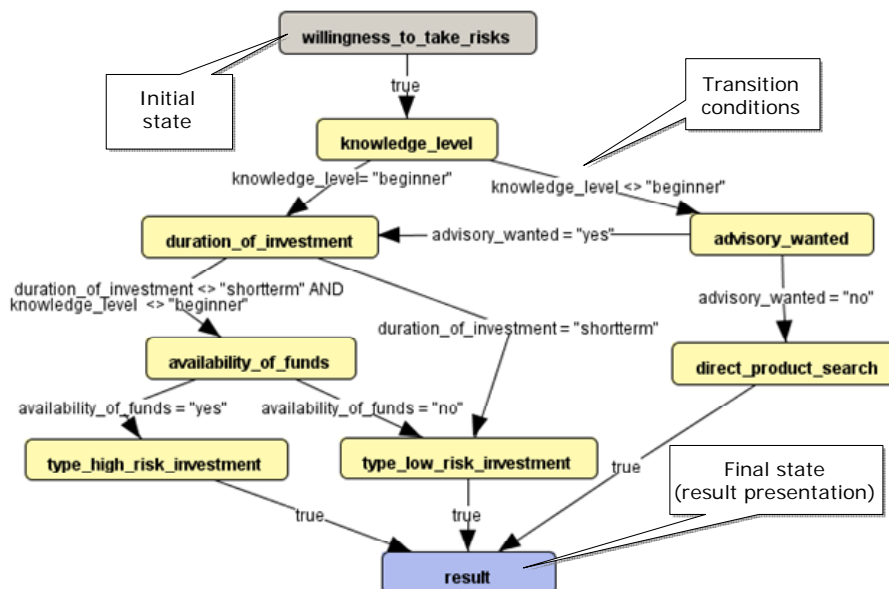 willingness_to_take_risks
Initial
state
true
Transition
conditions
knowledge_level
knowledge_level= "beginner"
knowledge_level <> "beginner"
duration_of_investment
advisory_wanted = "yes"
advisory_wanted
duration_of_investment <> "shortterm" AND
knowledge_level <> "beginner"
advisory_wanted = "no"
duration_of_investment = "shortterm"
availability_of_funds
direct_product_search
availability_of_funds = "yes"
availability_of_funds = "no"
type_high_risk_investment
type_low_risk_investment
true
Final state
(result presentation)
true
true
result